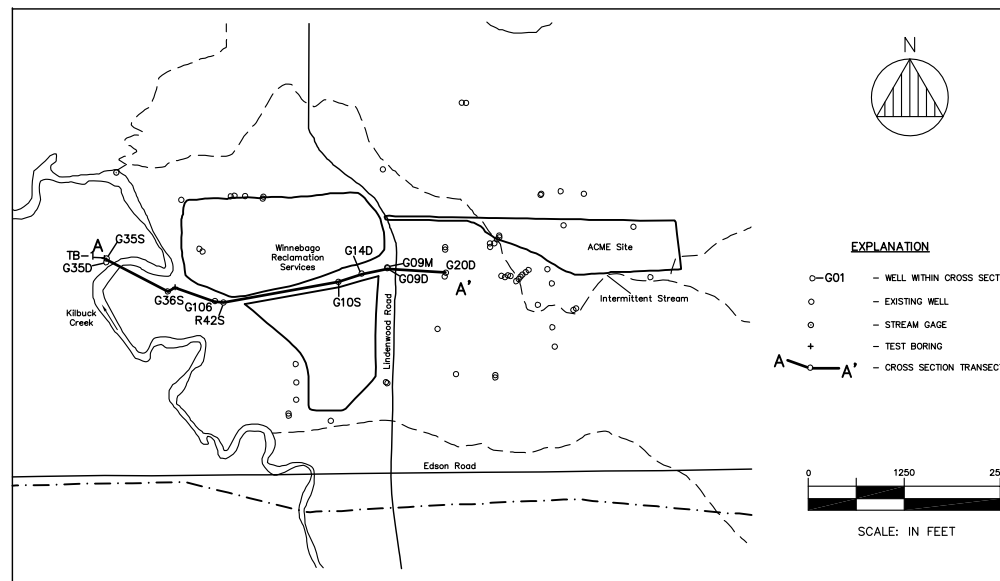 N
A
TB-1
G35S
G35D
G36S
G106
R42S
Winnebago
Reclamation
Services
G14D
G10S
G09M
G09D
G20D
A'
ACME Site
Intermittent Stream
Kilbuck
Creek
Lindenwood Road
Edson Road
EXPLANATION
G01 - WELL WITHIN CROSS SECT
- EXISTING WELL
- STREAM GAGE
- TEST BORING
A A' - CROSS SECTION TRANSECT
0 1250 25
SCALE: IN FEET